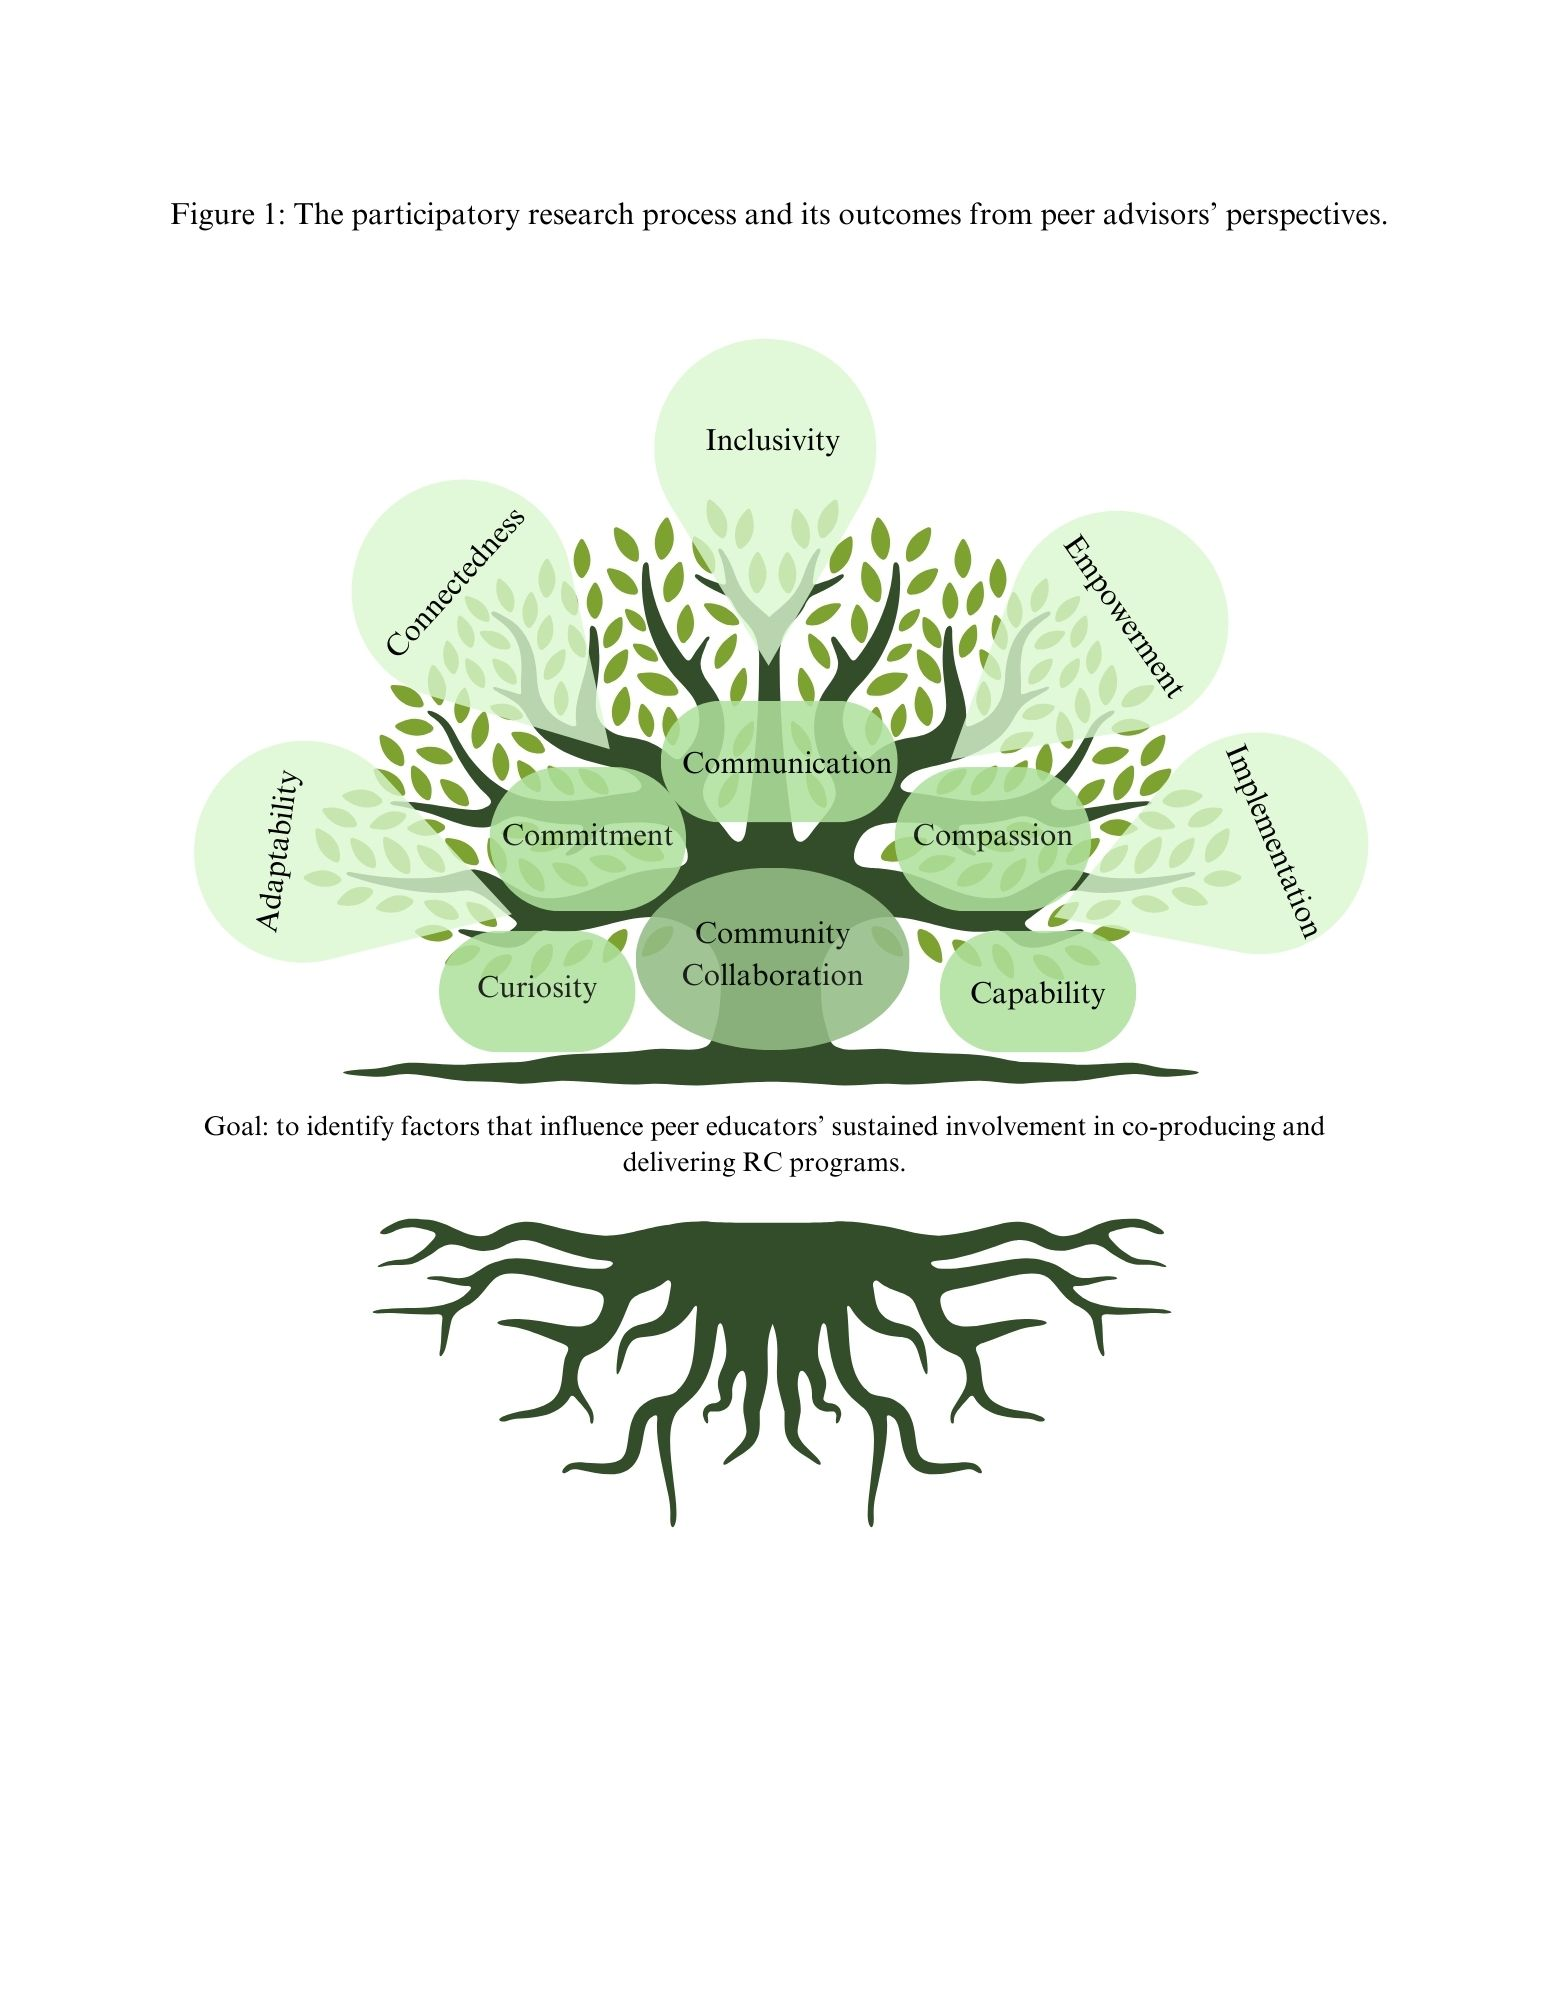 Figure 1: The participatory research process and its outcomes from peer advisors’ perspectives.
Inclusivity
Connectedness
Empowerment
Adaptability
Implementation
Communication
Commitment
Compassion
Community
Collaboration
Curiosity
Capability
Goal: to identify factors that influence peer educators’ sustained involvement in co-producing and
delivering RC programs.